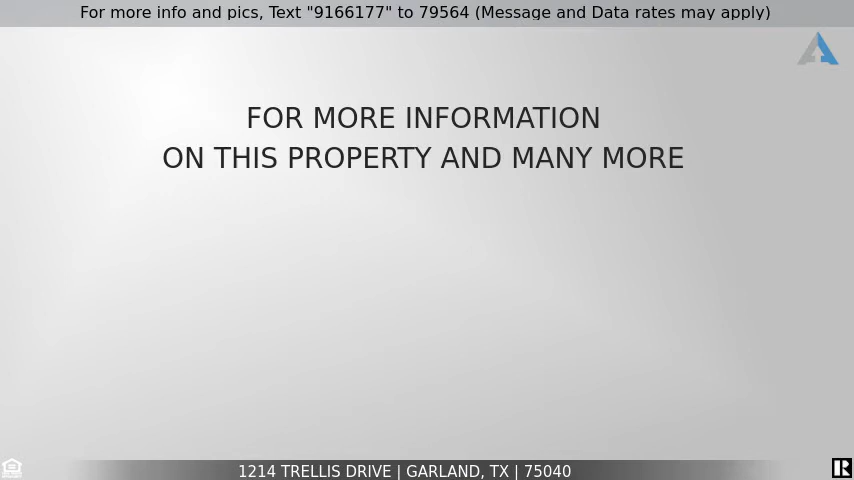 For more info and pics, Text "9166177" to 79564 (Message and Data rates may apply)
FOR MORE INFORMATION
ON THIS PROPERTY AND MANY MORE
1214 TRELLIS DRIVE | GARLAND, TX | 75040